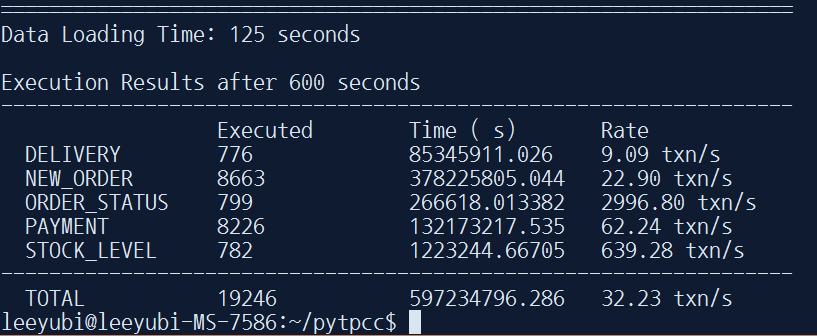 ==================================================================
Data Loading Time: 125 seconds
Execution Results after 600 seconds
------------------------------------------------------------------
Executed Time ( s) Rate
DELIVERY 776 85345911.026 9.09 txn/s
NEW_ORDER 8663 378225805.044 22.90 txn/s
ORDER_STATUS 799 266618.013382 2996.80 txn/s
PAYMENT 8226 132173217.535 62.24 txn/s
STOCK_LEVEL 782 1223244.66705 639.28 txn/s
------------------------------------------------------------------
TOTAL 19246 597234796.286 32.23 txn/s
leeyubi@leeyubi-MS-7586:~/pytpcc$